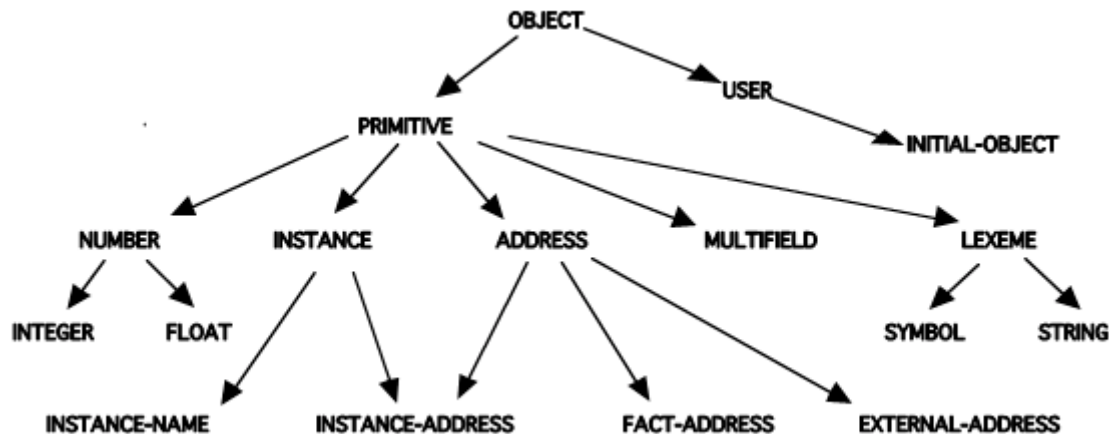 OBJECT
USER
PRIMITIVE
INITIAL-OBJECT
NUMBER INSTANCE ADDRESS MULTIFIELD LEXEME
INTEGER FLOAT SYMBOL STRING
INSTANCE-NAME INSTANCE-ADDRESS FACT-ADDRESS EXTERNAL-ADDRESS